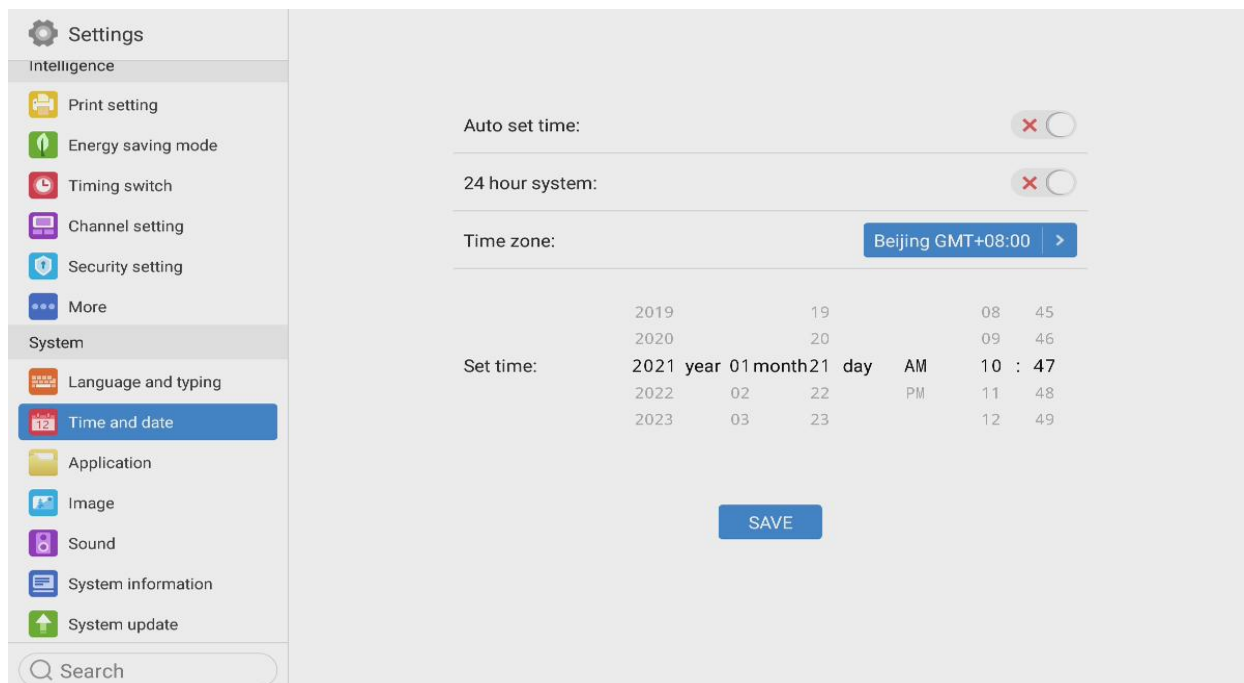 Settings
Intelligence
Print setting
Energy saving mode
Timing switch
Channel setting
Security setting
More
System
Language and typing
12
Time and date
Application
Image
Sound
System information
System update
Search
Auto set time:
24 hour system:
Time zone: Beijing GMT+08:00 >
2019 19 08 45
2020 20 09 46
Set time: 2021 year 01 month 21 day AM 10 : 47
2022 02 22 PM 11 48
2023 03 23 12 49
SAVE